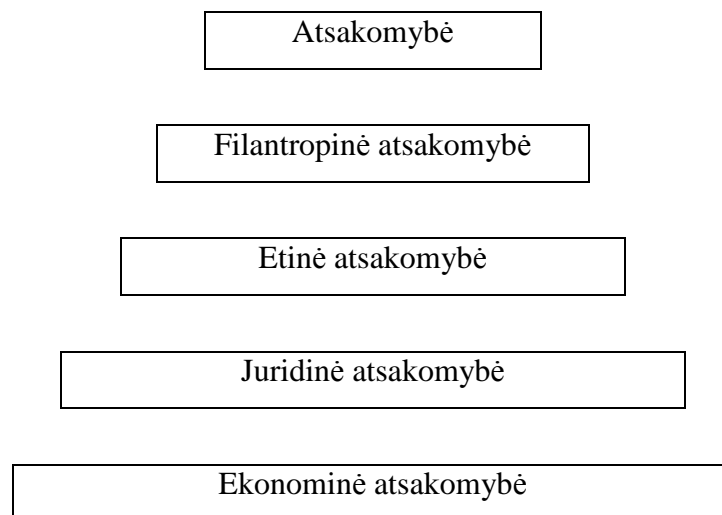 Atsakomybė
Filantropinė atsakomybė
Etinė atsakomybė
Juridinė atsakomybė
Ekonominė atsakomybė